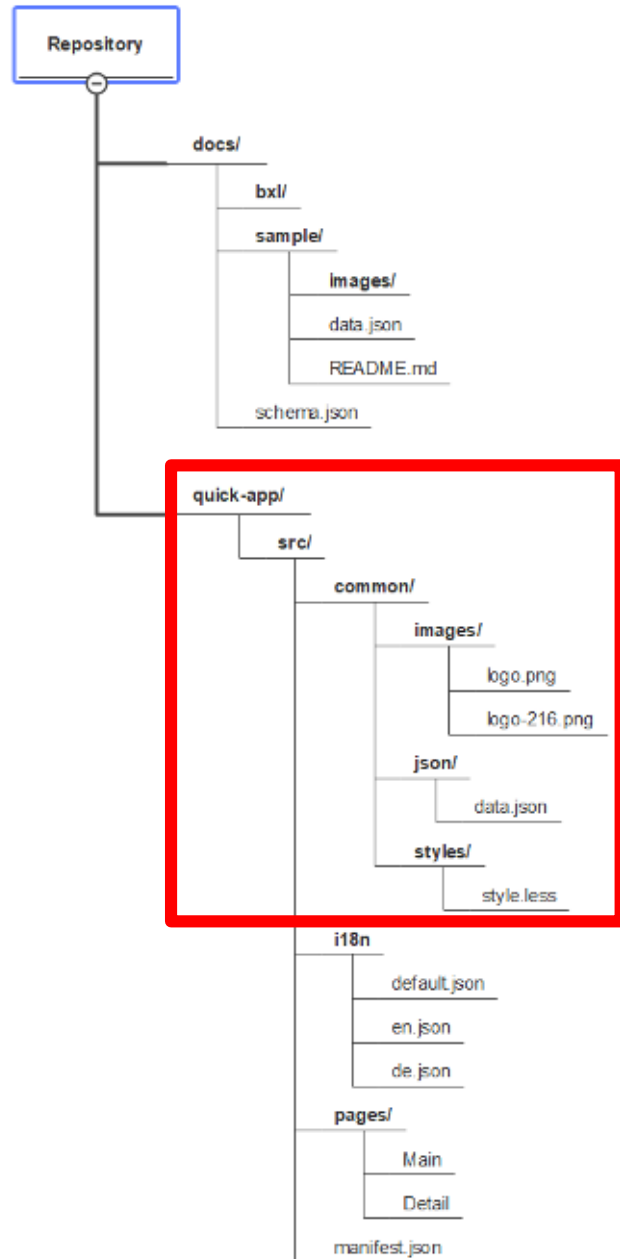 Repository
docs/
bxl/
sample/
images/
data.json
README.md
schema.json
quick-app/
src/
common/
images/
logo.png
logo-216.png
json/
data.json
styles/
style.less
i18n
default.json
en.json
de.json
pages/
Main
Detail
manifest.json